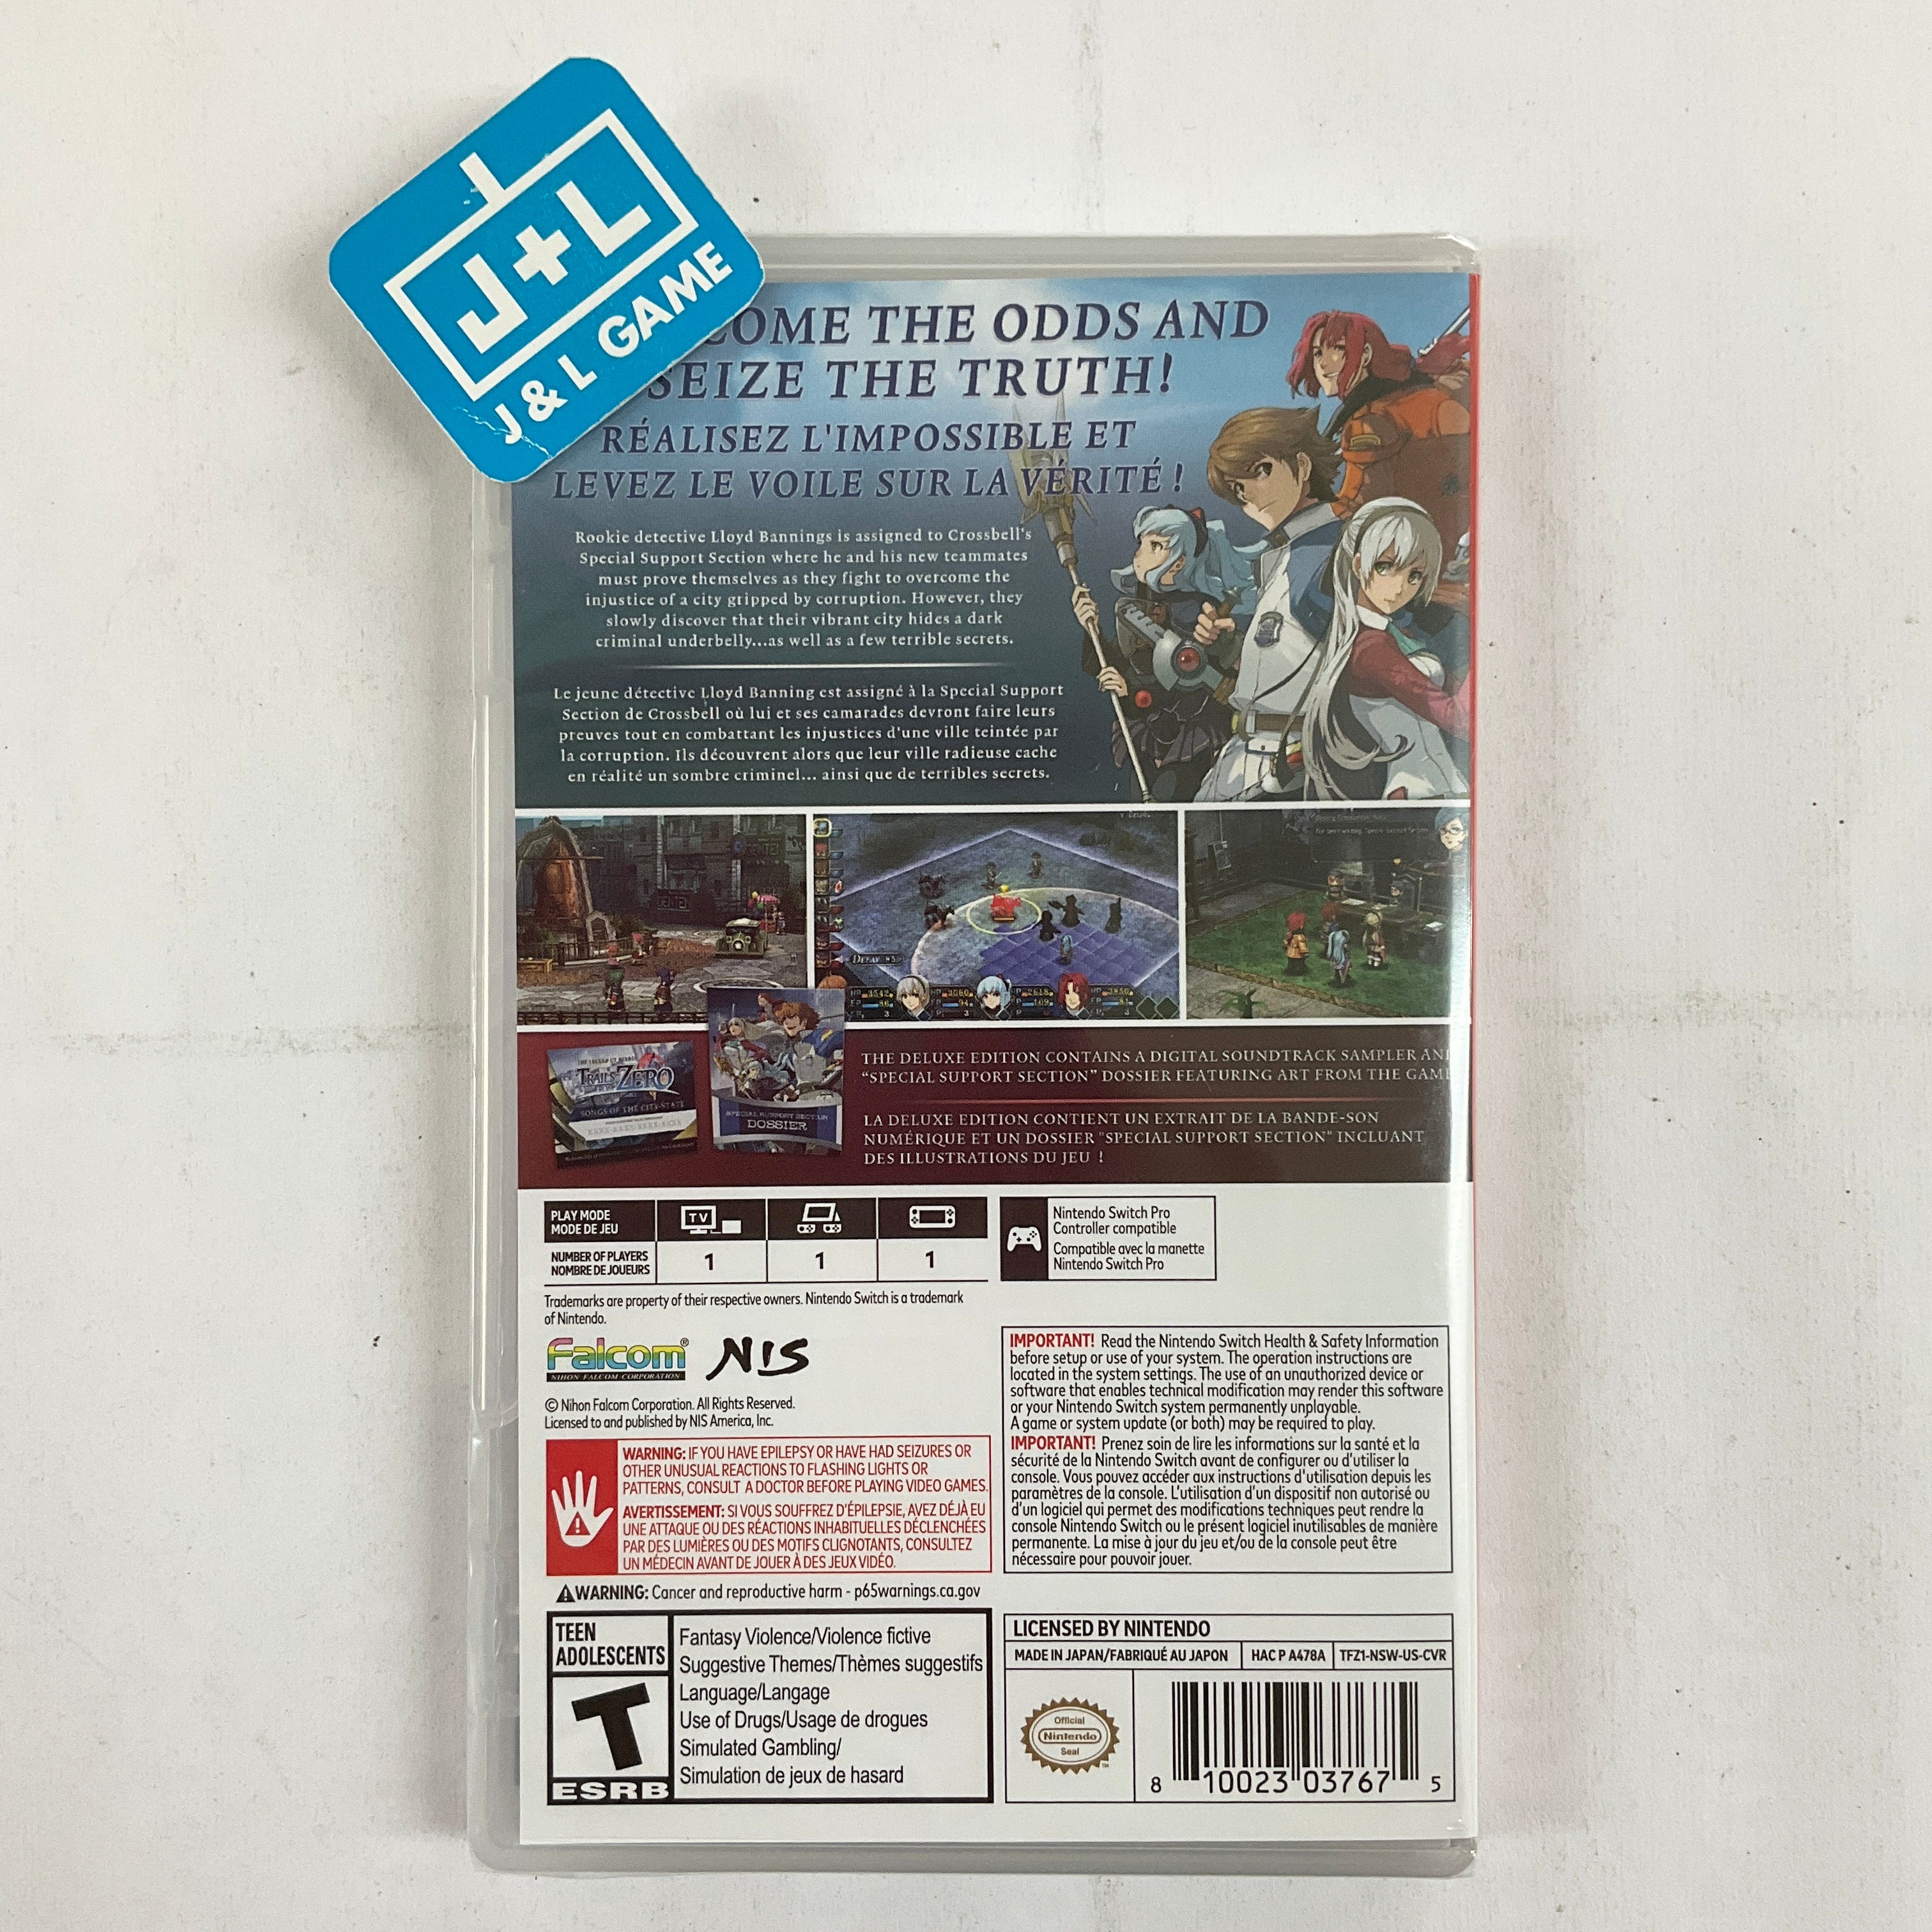 J+L
J & L GAME
COME THE ODDS AND
SEIZE THE TRUTH!
RÉALISEZ L'IMPOSSIBLE ET
LEVEZ LE VOILE SUR LA VÉRITÉ !
Rookie detective Lloyd Bannings is assigned to Crossbell's
Special Support Section where he and his new teammates
must prove themselves as they fight to overcome the
injustice of a city gripped by corruption. However, they
slowly discover that their vibrant city hides a dark
criminal underbelly...as well as a few terrible secrets.
Le jeune détective Lloyd Banning est assigné à la Special Support
Section de Crossbell où lui et ses camarades devront faire leurs
preuves tout en combattant les injustices d'une ville teintée par
la corruption. Ils découvrent alors que leur ville radieuse cache
en réalité un sombre criminel... ainsi que de terribles secrets.
TRAILS ZERO
SONGS OF THE CITY-STATE
SPECIAL SUPPORT SECTION
DOSSIER
THE DELUXE EDITION CONTAINS A DIGITAL SOUNDTRACK SAMPLER AN
"SPECIAL SUPPORT SECTION" DOSSIER FEATURING ART FROM THE GAME
LA DELUXE EDITION CONTIENT UN EXTRAIT DE LA BANDE-SON
NUMÉRIQUE ET UN DOSSIER "SPECIAL SUPPORT SECTION" INCLUANT
DES ILLUSTRATIONS DU JEU !
PLAY MODE
MODE DE JEU
TV
NUMBER OF PLAYERS
NOMBRE DE JOUEURS
1 1 1
Nintendo Switch Pro
Controller compatible
Compatible avec la manette
Nintendo Switch Pro
Trademarks are property of their respective owners. Nintendo Switch is a trademark
of Nintendo.
Falcom®
NIHON FALCOM CORPORATION
NIS
© Nihon Falcom Corporation. All Rights Reserved.
Licensed to and published by NIS America, Inc.
WARNING: IF YOU HAVE EPILEPSY OR HAVE HAD SEIZURES OR
OTHER UNUSUAL REACTIONS TO FLASHING LIGHTS OR
PATTERNS, CONSULT A DOCTOR BEFORE PLAYING VIDEO GAMES.
AVERTISSEMENT: SI VOUS SOUFFREZ D'ÉPILEPSIE, AVEZ DÉJÀ EU
UNE ATTAQUE OU DES RÉACTIONS INHABITUELLES DÉCLENCHÉES
PAR DES LUMIÈRES OU DES MOTIFS CLIGNOTANTS, CONSULTEZ
UN MÉDECIN AVANT DE JOUER À DES JEUX VIDÉO.
WARNING: Cancer and reproductive harm - p65warnings.ca.gov
IMPORTANT! Read the Nintendo Switch Health & Safety Information
before setup or use of your system. The operation instructions are
located in the system settings. The use of an unauthorized device or
software that enables technical modification may render this software
or your Nintendo Switch system permanently unplayable.
A game or system update (or both) may be required to play.
IMPORTANT! Prenez soin de lire les informations sur la santé et la
sécurité de la Nintendo Switch avant de configurer ou d'utiliser la
console. Vous pouvez accéder aux instructions d'utilisation depuis les
paramètres de la console. L'utilisation d'un dispositif non autorisé ou
d'un logiciel qui permet des modifications techniques peut rendre la
console Nintendo Switch ou le présent logiciel inutilisables de manière
permanente. La mise à jour du jeu et/ou de la console peut être
nécessaire pour pouvoir jouer.
TEEN
ADOLESCENTS
T
ESRB
Fantasy Violence/Violence fictive
Suggestive Themes/Thèmes suggestifs
Language/Langage
Use of Drugs/Usage de drogues
Simulated Gambling/
Simulation de jeux de hasard
LICENSED BY NINTENDO
MADE IN JAPAN/FABRIQUÉ AU JAPON
HAC P A478A
TFZ1-NSW-US-CVR
Official
Nintendo
Seal
TM
8 10023 03767 5